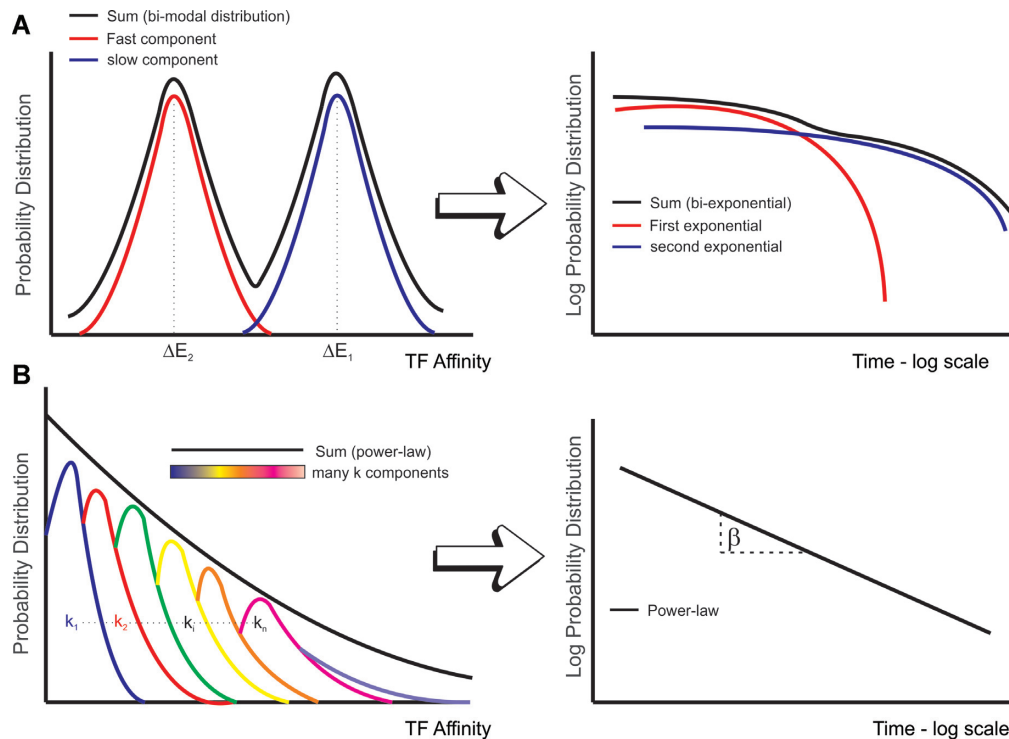 A
Sum (bi-modal distribution)
Fast component
slow component
Probability Distribution
ΔE2
ΔE1
TF Affinity
Log Probability Distribution
Sum (bi-exponential)
First exponential
second exponential
Time - log scale
B
Probability Distribution
Sum (power-law)
many k components
k1
k2
ki
kn
TF Affinity
Log Probability Distribution
β
Power-law
Time - log scale